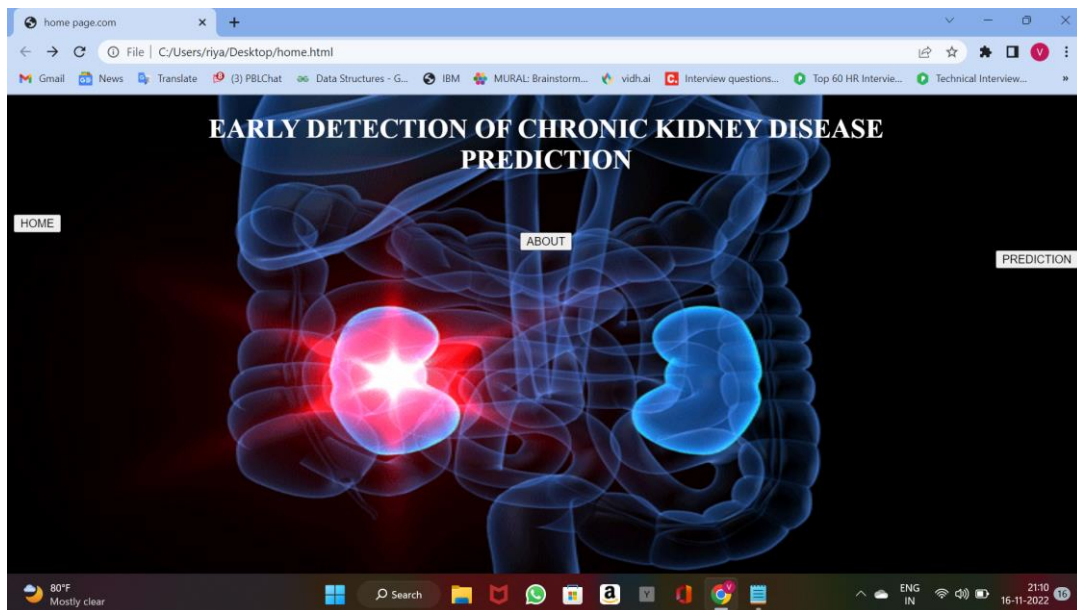 home page.com
File | C:/Users/riya/Desktop/home.html
Gmail News Translate (3) PBLChat Data Structures - G... IBM MURAL: Brainstorm... vidh.ai Interview questions... Top 60 HR Intervie... Technical Interview... »
EARLY DETECTION OF CHRONIC KIDNEY DISEASE
PREDICTION
HOME
ABOUT
PREDICTION
80°F
Mostly clear
Search
ENG
IN
21:10
16-11-2022
16